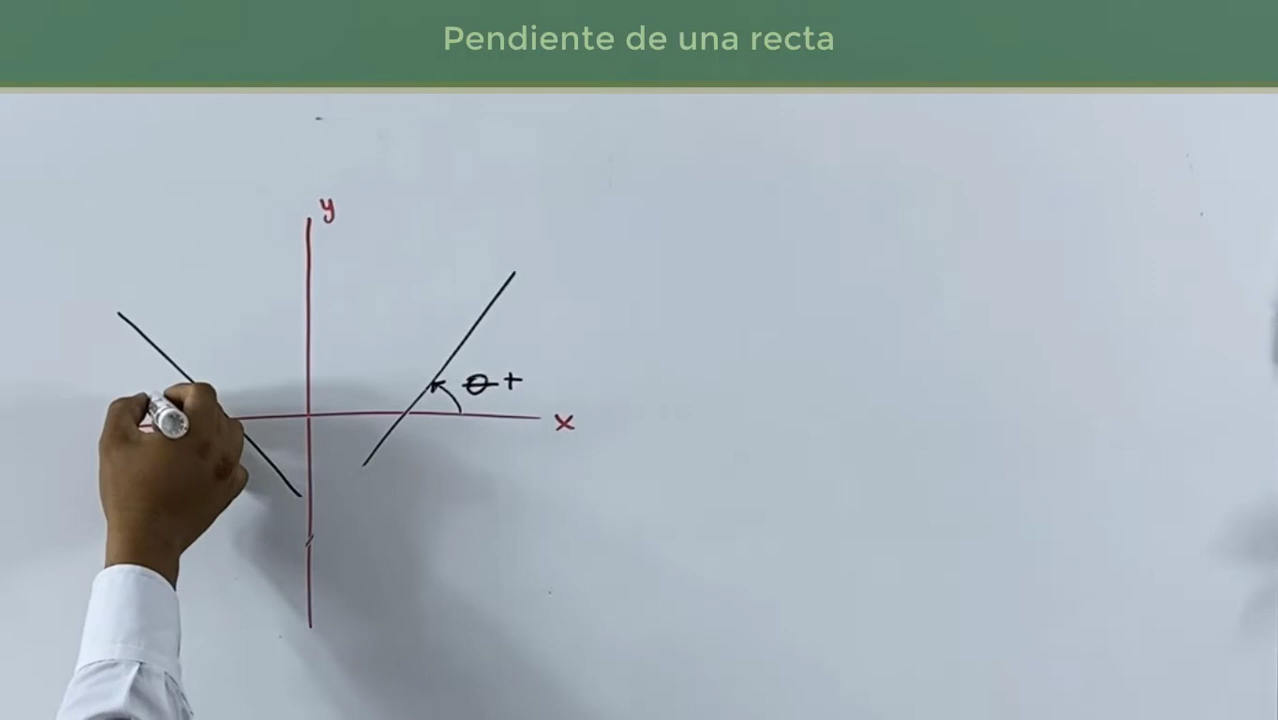 Pendiente de una recta
y
θ +
x